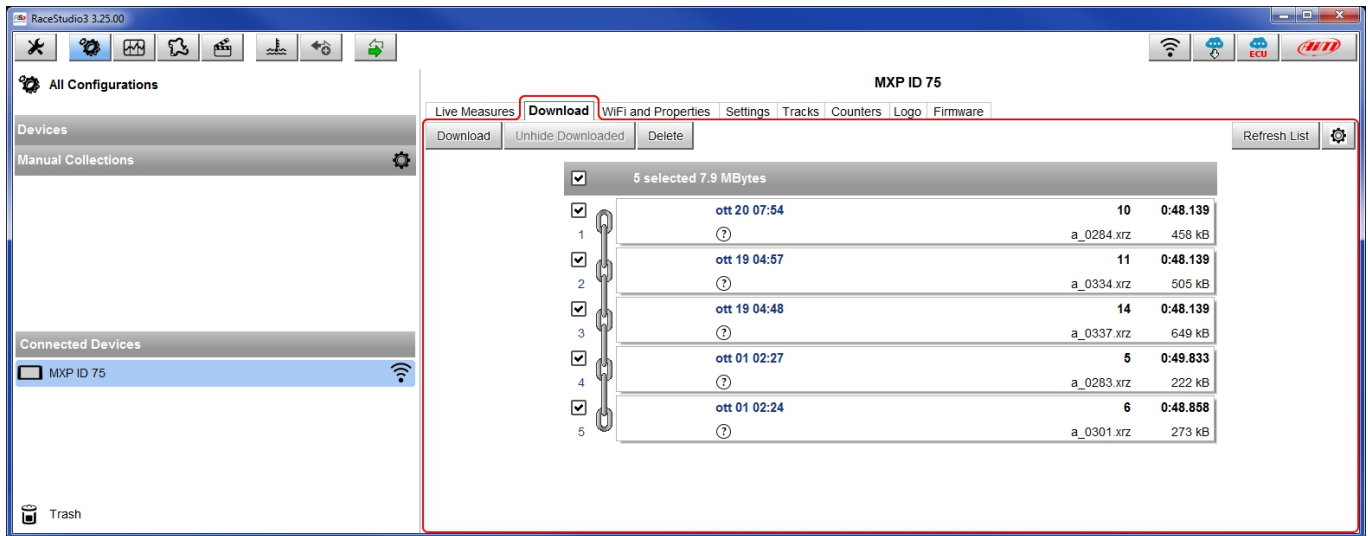 RaceStudio3 3.25.00
ECU AiM
All Configurations
MXP ID 75
Live Measures Download WiFi and Properties Settings Tracks Counters Logo Firmware
Devices
Download Unhide Downloaded Delete Refresh List
Manual Collections
5 selected 7.9 MBytes
ott 20 07:54 10 0:48.139
1 ? a_0284.xrz 458 kB
ott 19 04:57 11 0:48.139
2 ? a_0334.xrz 505 kB
ott 19 04:48 14 0:48.139
3 ? a_0337.xrz 649 kB
Connected Devices
ott 01 02:27 5 0:49.833
MXP ID 75
4 ? a_0283.xrz 222 kB
ott 01 02:24 6 0:48.858
5 ? a_0301.xrz 273 kB
Trash